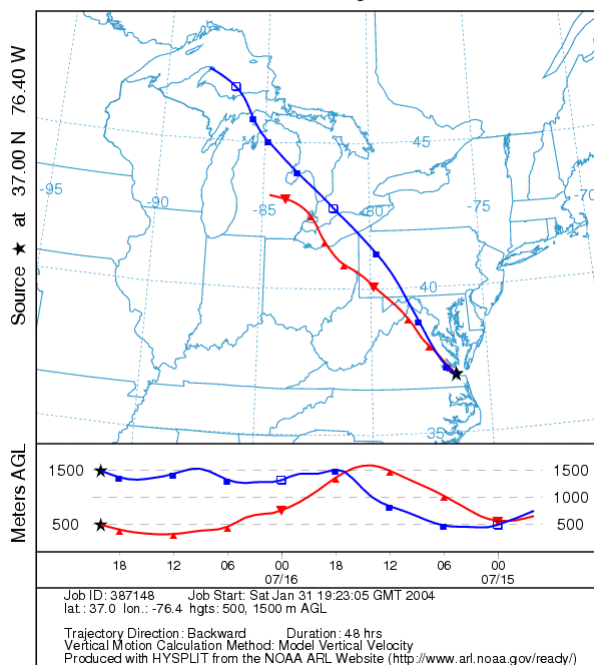 Source ★ at 37.00 N 76.40 W
-95
-90
-85
-80
-75
-70
45
40
35
Meters AGL
1500
500
1500
1000
500
18 12 06 00 18 12 06 00
07/16 07/15
Job ID: 387148 Job Start: Sat Jan 31 19:23:05 GMT 2004
lat.: 37.0 lon.: -76.4 hgts: 500, 1500 m AGL
Trajectory Direction: Backward Duration: 48 hrs
Vertical Motion Calculation Method: Model Vertical Velocity
Produced with HYSPLIT from the NOAA ARL Website (http://www.arl.noaa.gov/ready/)